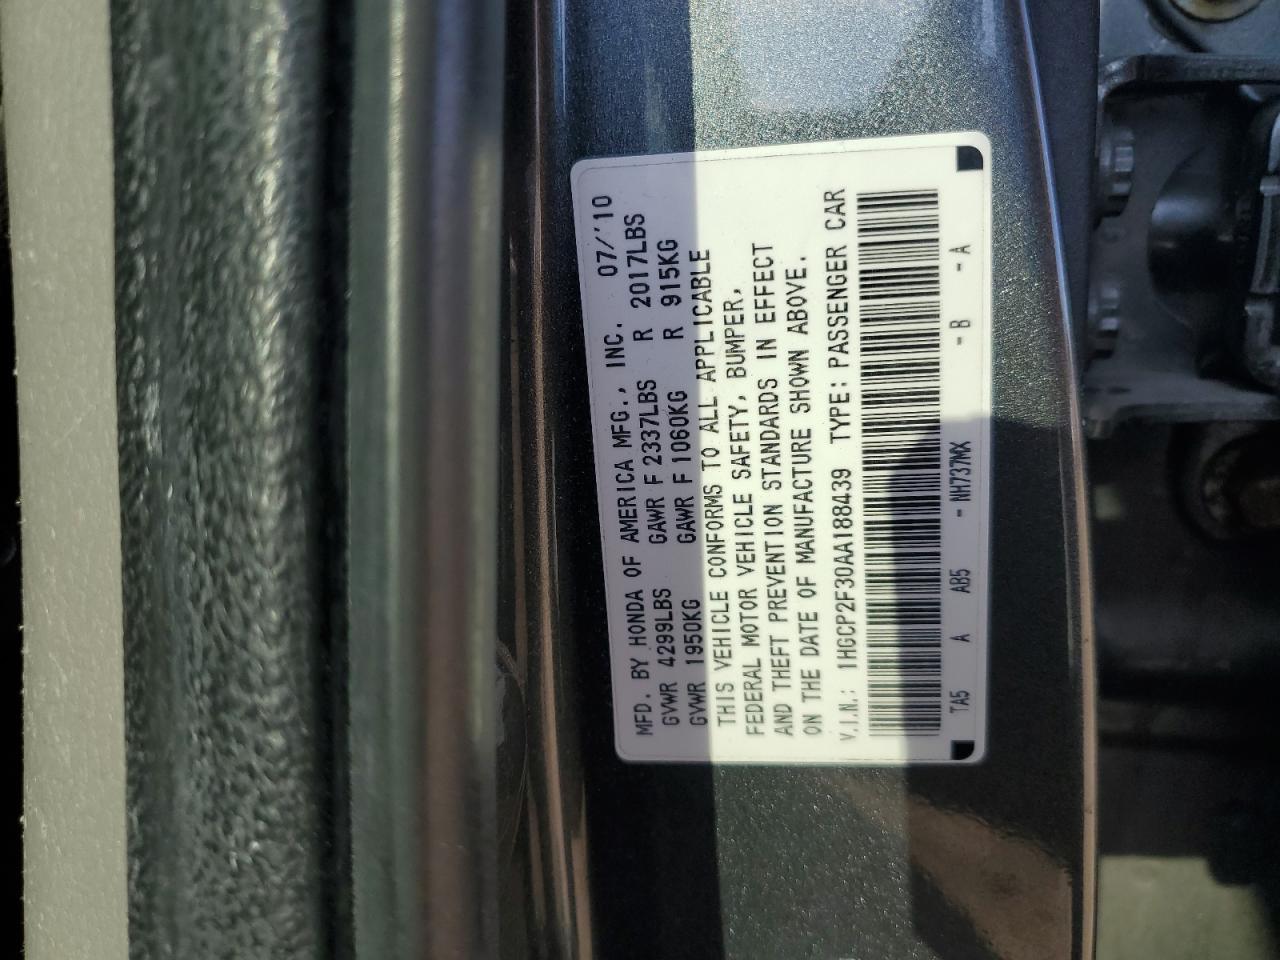 MFD. BY HONDA OF AMERICA MFG., INC. 07/'10
GVWR 4299LBS GAWR F 2337LBS R 2017LBS
GVWR 1950KG GAWR F 1060KG R 915KG
THIS VEHICLE CONFORMS TO ALL APPLICABLE
FEDERAL MOTOR VEHICLE SAFETY, BUMPER,
AND THEFT PREVENTION STANDARDS IN EFFECT
ON THE DATE OF MANUFACTURE SHOWN ABOVE.
V.I.N.: 1HGCP2F30AA188439 TYPE: PASSENGER CAR
TA5 A AB5 - NH737MX - B - A